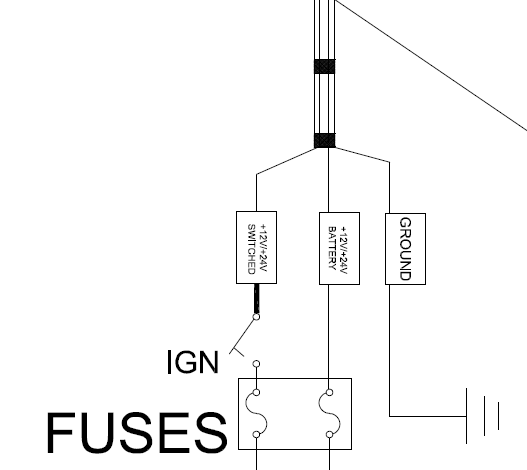 +12V/+24V
SWITCHED
+12V/+24V
BATTERY
GROUND
IGN
FUSES